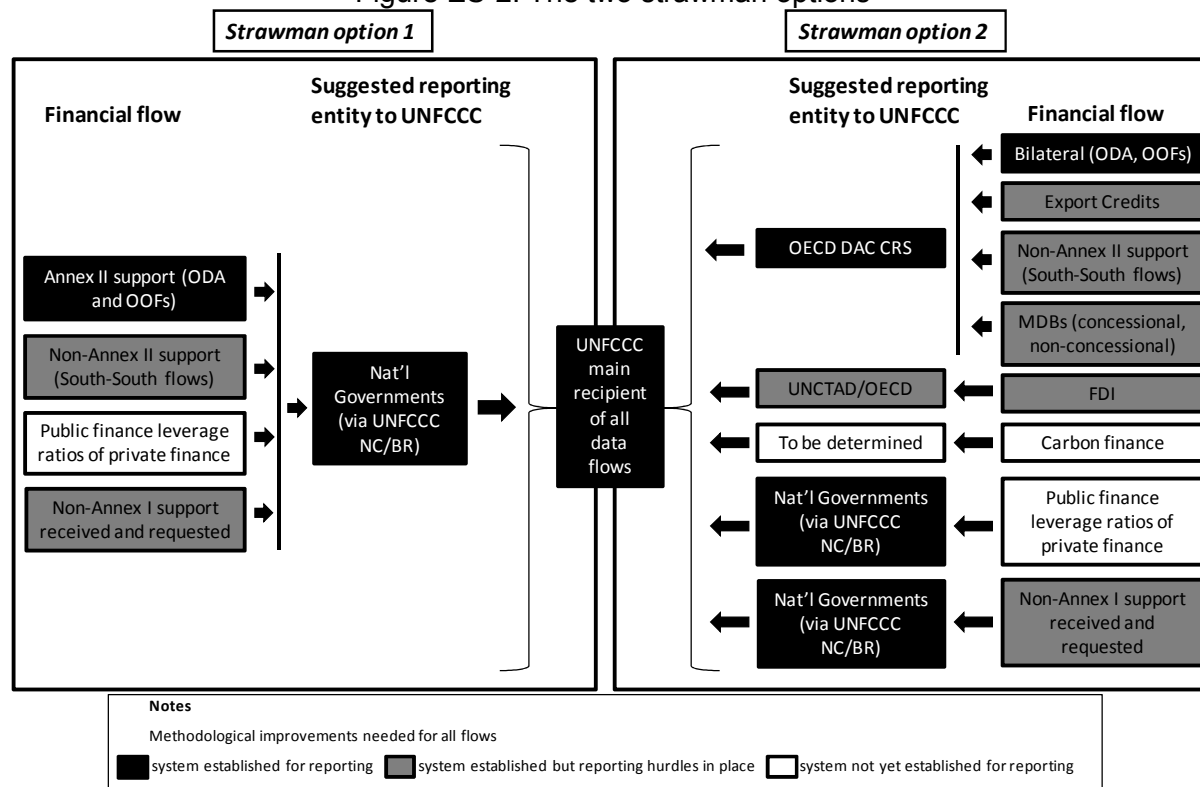 Figure ES-2: The two strawman options
Strawman option 1
Strawman option 2
Financial flow
Suggested reporting
entity to UNFCCC
Annex II support (ODA
and OOFs)
Non-Annex II support
(South-South flows)
Public finance leverage
ratios of private finance
Non-Annex I support
received and requested
Nat'l
Governments
(via UNFCCC
NC/BR)
UNFCCC
main
recipient
of all
data
flows
Suggested reporting
entity to UNFCCC
Financial flow
OECD DAC CRS
Bilateral (ODA, OOFs)
Export Credits
Non-Annex II support
(South-South flows)
MDBs (concessional,
non-concessional)
UNCTAD/OECD
FDI
To be determined
Carbon finance
Nat'l Governments
(via UNFCCC
NC/BR)
Public finance
leverage ratios of
private finance
Nat'l Governments
(via UNFCCC
NC/BR)
Non-Annex I support
received and
requested
Notes
Methodological improvements needed for all flows
system established for reporting
system established but reporting hurdles in place
system not yet established for reporting